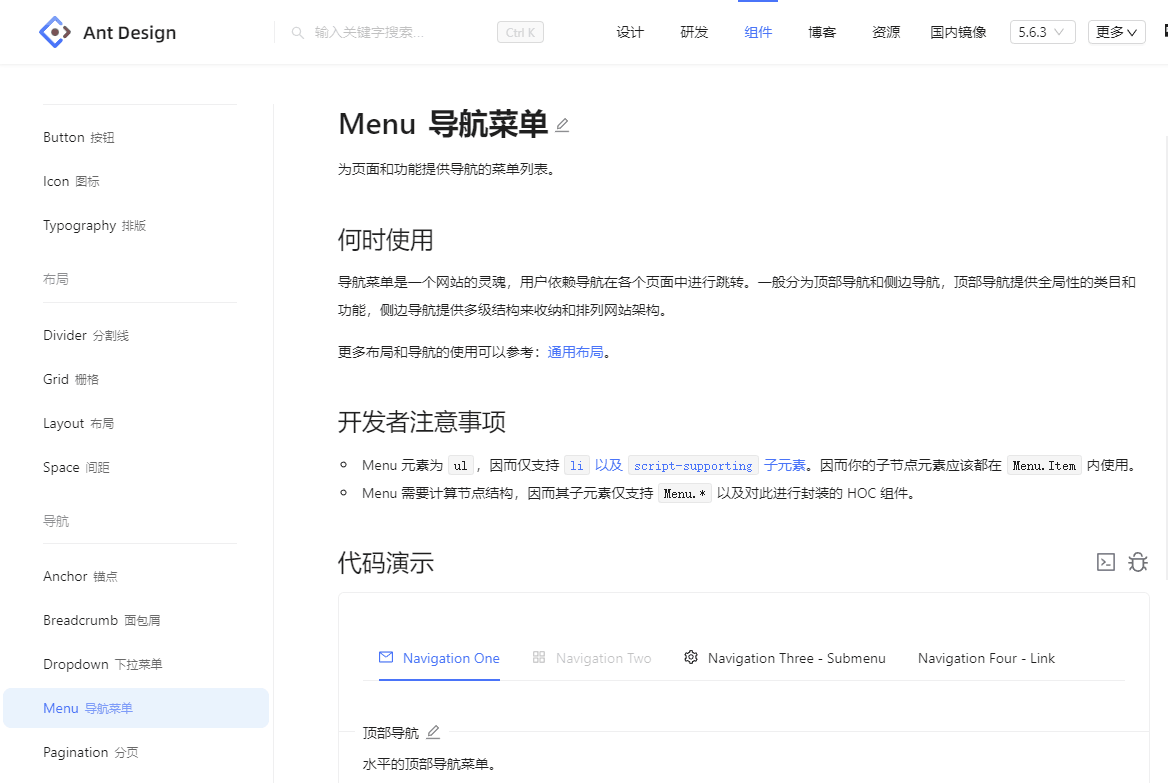 Ant Design
输入关键字搜索...
Ctrl K
设计
研发
组件
博客
资源
国内镜像
5.6.3
更多
Button 按钮
Icon 图标
Typography 排版
布局
Divider 分割线
Grid 栅格
Layout 布局
Space 间距
导航
Anchor 锚点
Breadcrumb 面包屑
Dropdown 下拉菜单
Menu 导航菜单
Pagination 分页
Menu 导航菜单
为页面和功能提供导航的菜单列表。
何时使用
导航菜单是一个网站的灵魂，用户依赖导航在各个页面中进行跳转。一般分为顶部导航和侧边导航，顶部导航提供全局性的类目和
功能，侧边导航提供多级结构来收纳和排列网站架构。
更多布局和导航的使用可以参考：通用布局。
开发者注意事项
Menu 元素为 ul ，因而仅支持 li 以及 script-supporting 子元素。因而你的子节点元素应该都在 Menu.Item 内使用。
Menu 需要计算节点结构，因而其子元素仅支持 Menu.* 以及对此进行封装的 HOC 组件。
代码演示
Navigation One
Navigation Two
Navigation Three - Submenu
Navigation Four - Link
顶部导航
水平的顶部导航菜单。